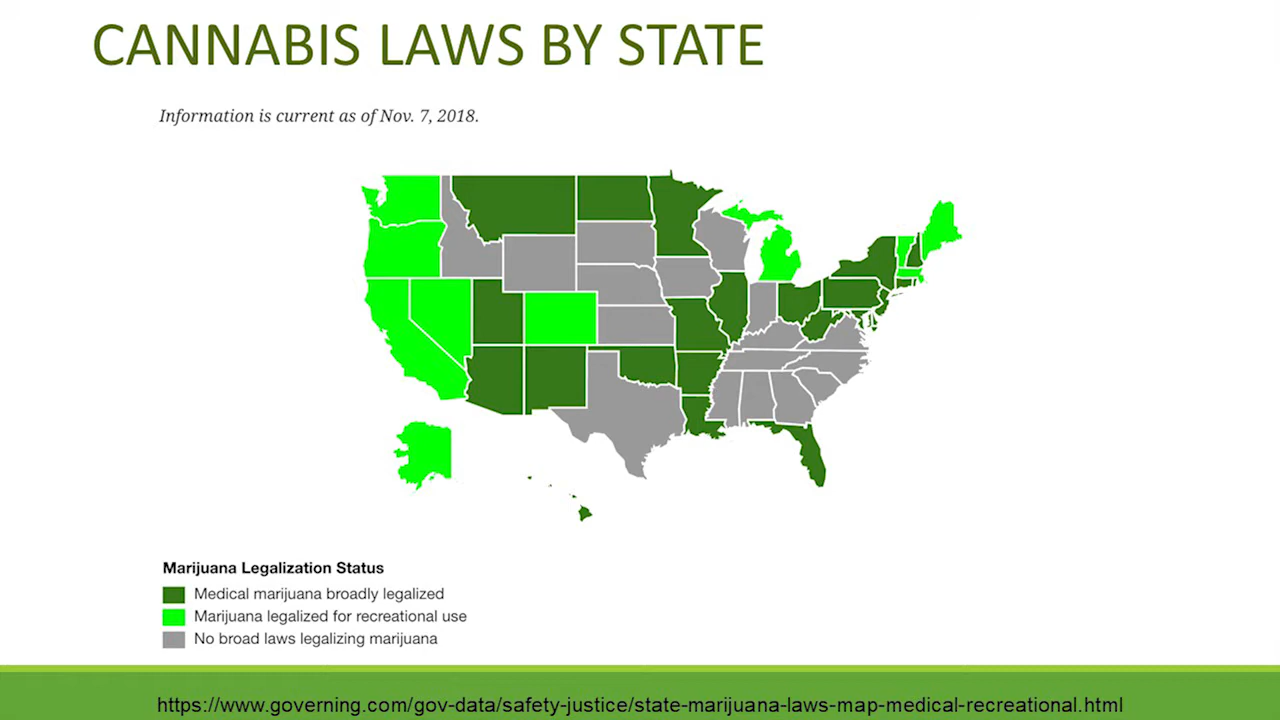 CANNABIS LAWS BY STATE
Information is current as of Nov. 7, 2018.
Marijuana Legalization Status
Medical marijuana broadly legalized
Marijuana legalized for recreational use
No broad laws legalizing marijuana
https://www.governing.com/gov-data/safety-justice/state-marijuana-laws-map-medical-recreational.html